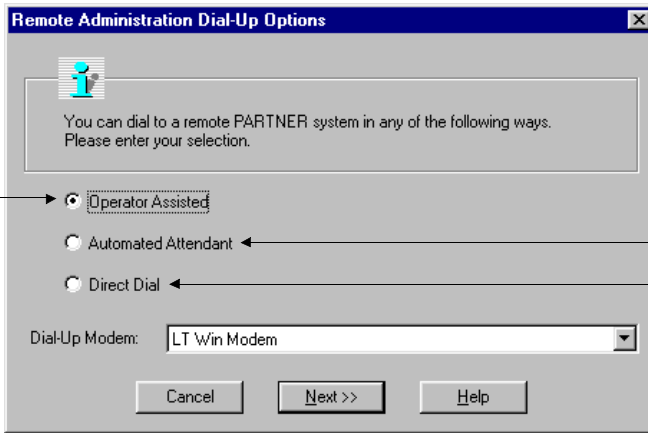 Remote Administration Dial-Up Options
You can dial to a remote PARTNER system in any of the following ways.
Please enter your selection.
Operator Assisted
Automated Attendant
Direct Dial
Dial-Up Modem: LT Win Modem
Cancel Next >> Help